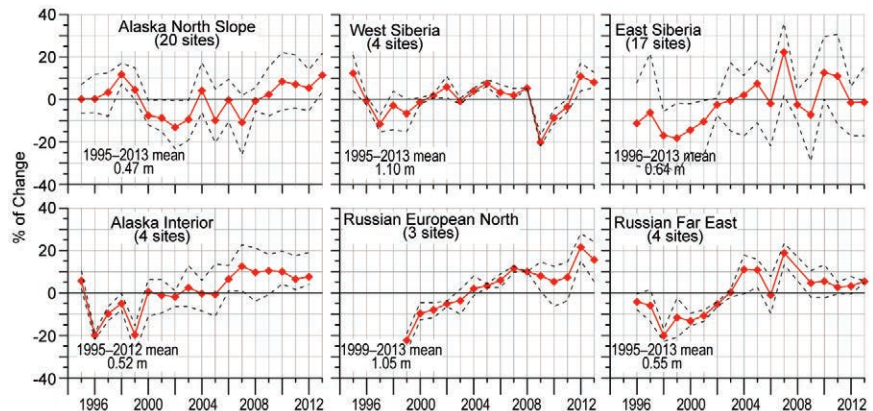 % of Change
40
20
0
-20
-40
Alaska North Slope
(20 sites)
1995–2013 mean
0.47 m
West Siberia
(4 sites)
1995–2013 mean
1.10 m
East Siberia
(17 sites)
1996–2013 mean
0.64 m
40
20
0
-20
-40
Alaska Interior
(4 sites)
1995–2012 mean
0.52 m
Russian European North
(3 sites)
1999–2013 mean
1.05 m
Russian Far East
(4 sites)
1995–2013 mean
0.55 m
1996 2000 2004 2008 2012
1996 2000 2004 2008 2012
1996 2000 2004 2008 2012